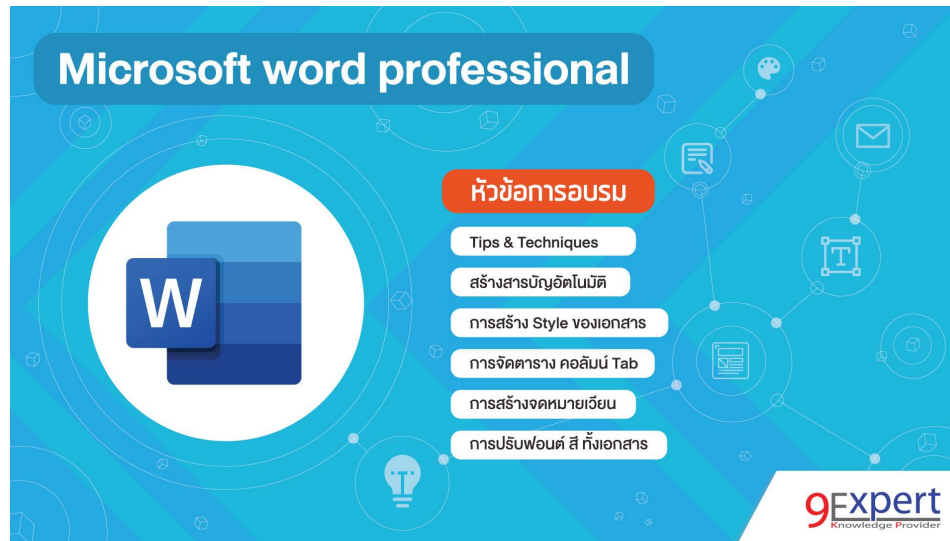 Microsoft word professional
หัวข้อการอบรม
Tips & Techniques
สร้างสารบัญอัตโนมัติ
การสร้าง Style ของเอกสาร
การจัดตาราง คอลัมน์ Tab
การสร้างจดหมายเวียน
การปรับฟอนต์ สี ทั้งเอกสาร
W
T
9Expert
Knowledge Provider